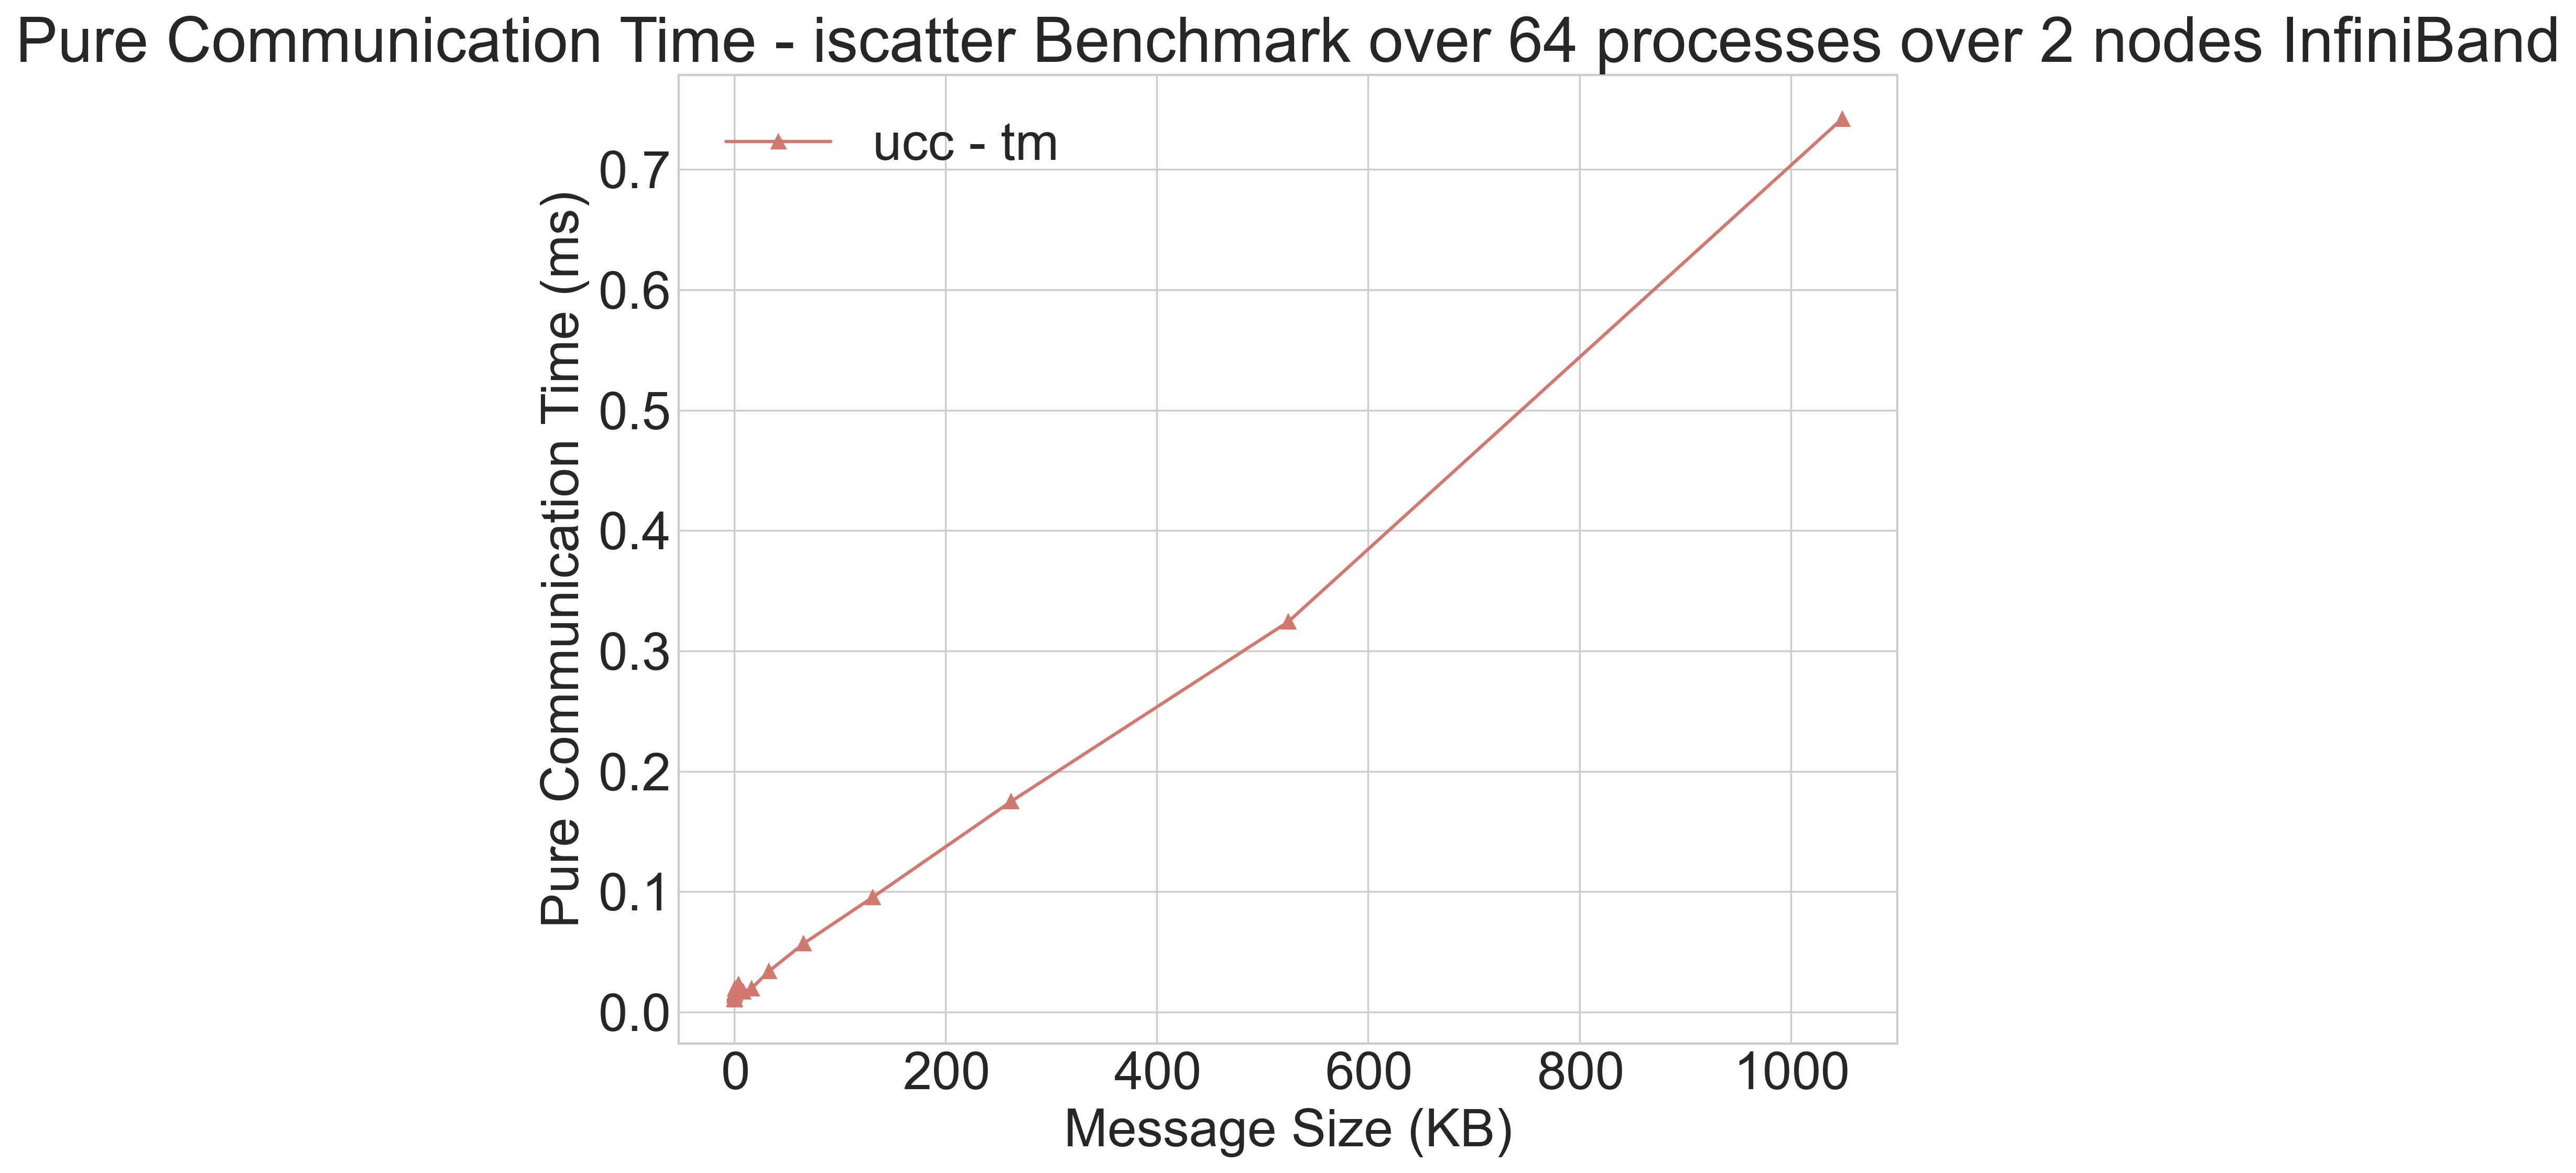 Pure Communication Time - iscatter Benchmark over 64 processes over 2 nodes InfiniBand
ucc - tm
Pure Communication Time (ms)
0.7
0.6
0.5
0.4
0.3
0.2
0.1
0.0
0 200 400 600 800 1000
Message Size (KB)